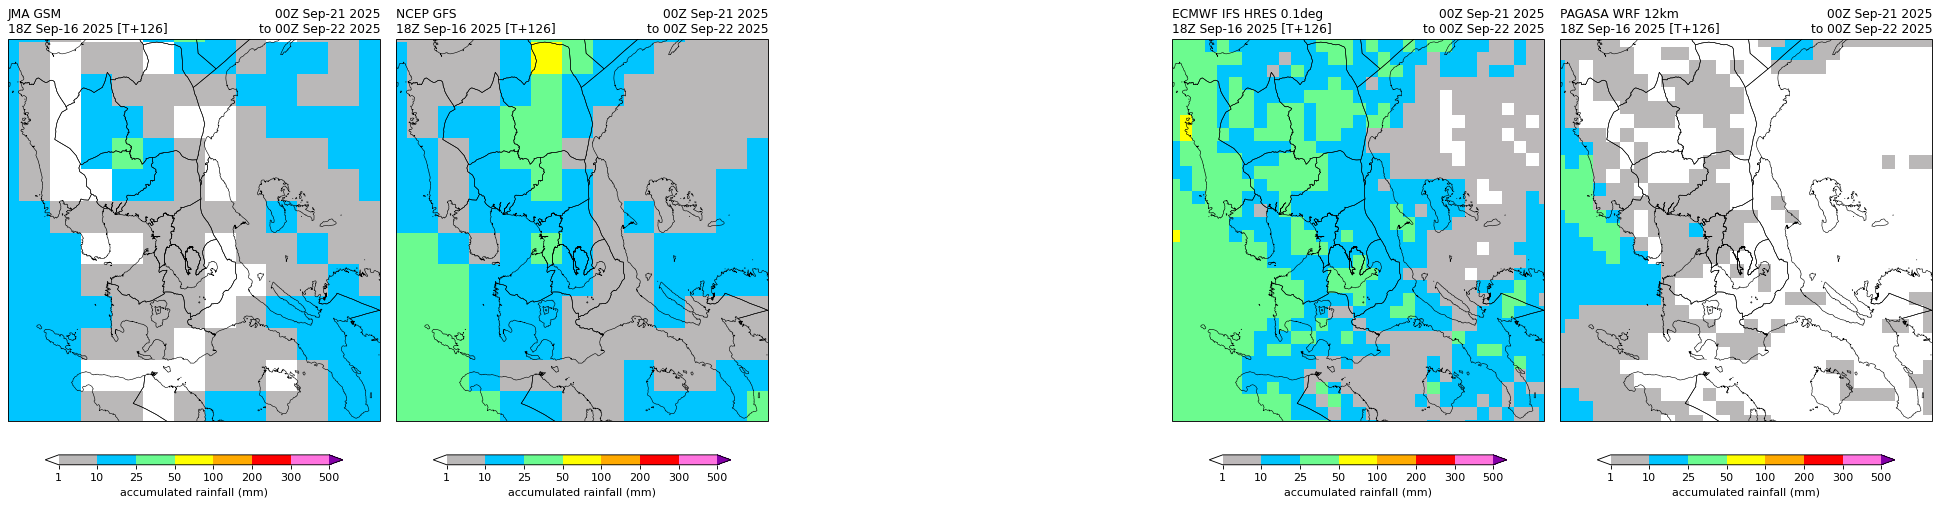 JMA GSM 00Z Sep-21 2025
18Z Sep-16 2025 [T+126] to 00Z Sep-22 2025
NCEP GFS 00Z Sep-21 2025
18Z Sep-16 2025 [T+126] to 00Z Sep-22 2025
ECMWF IFS HRES 0.1deg 00Z Sep-21 2025
18Z Sep-16 2025 [T+126] to 00Z Sep-22 2025
PAGASA WRF 12km 00Z Sep-21 2025
18Z Sep-16 2025 [T+126] to 00Z Sep-22 2025
1 10 25 50 100 200 300 500
accumulated rainfall (mm)
1 10 25 50 100 200 300 500
accumulated rainfall (mm)
1 10 25 50 100 200 300 500
accumulated rainfall (mm)
1 10 25 50 100 200 300 500
accumulated rainfall (mm)